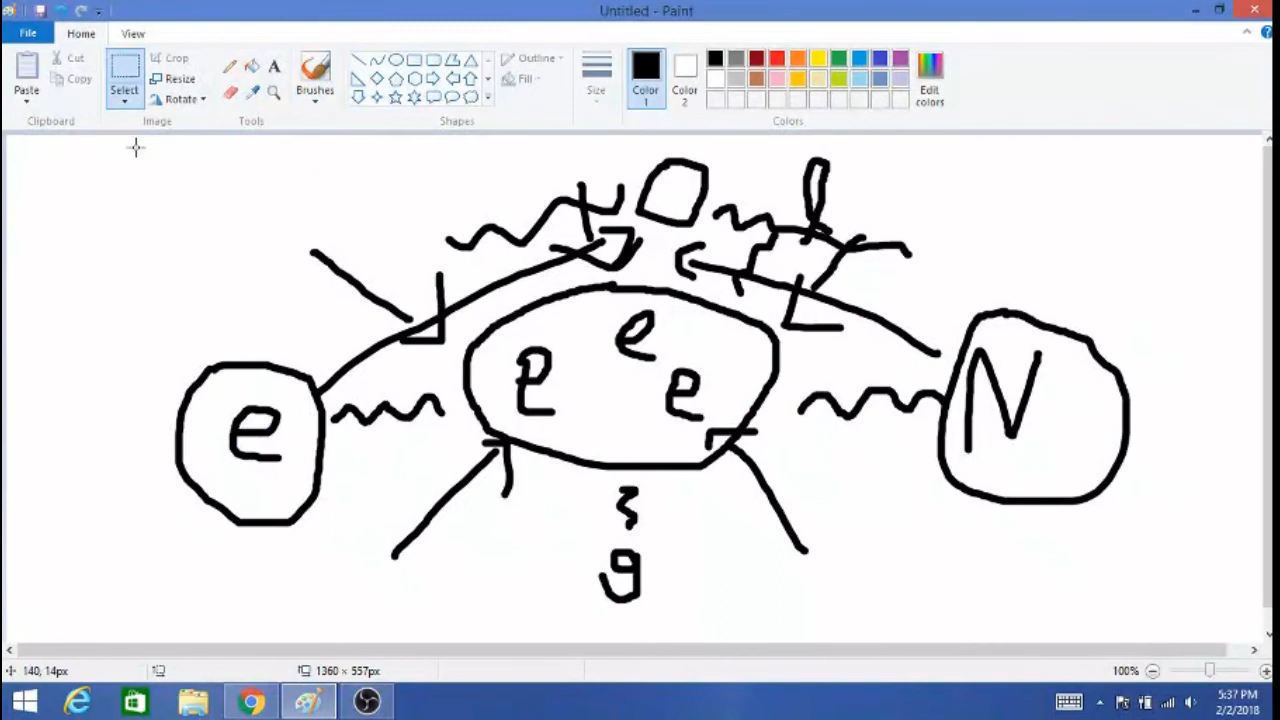 Untitled - Paint
File Home View
Paste
Cut
Copy
Select
Crop
Resize
Rotate
A
Brushes
Outline
Fill
Size
Color 1
Color 2
Edit colors
Clipboard Image Tools Shapes Colors
e
e
e
e
N
g
140, 14px
1360 × 557px
100%
5:37 PM
2/2/2018